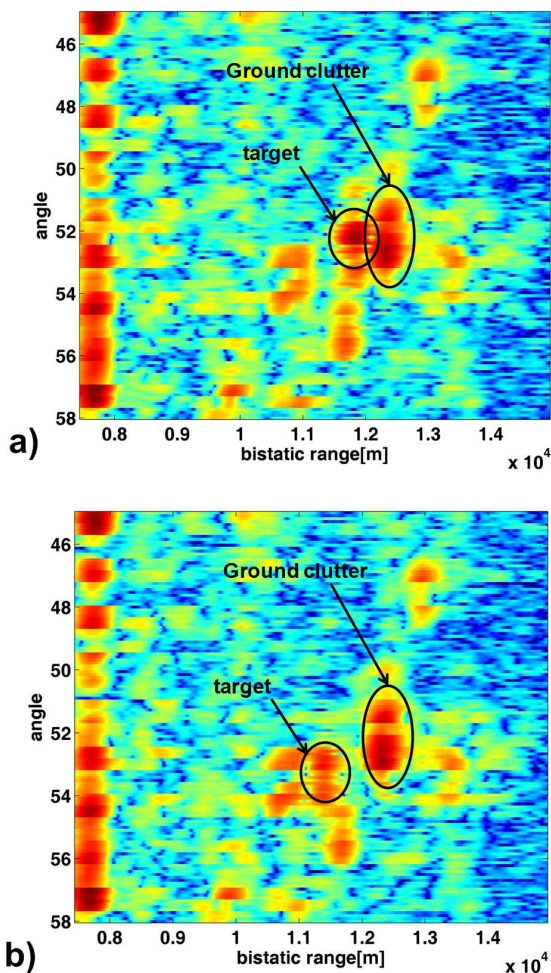 46
Ground clutter
48
50
target
angle
52
54
56
58
0.8 0.9 1 1.1 1.2 1.3 1.4
a)
bistatic range[m]
x 10^4
46
Ground clutter
48
50
target
angle
52
54
56
58
0.8 0.9 1 1.1 1.2 1.3 1.4
b)
bistatic range[m]
x 10^4